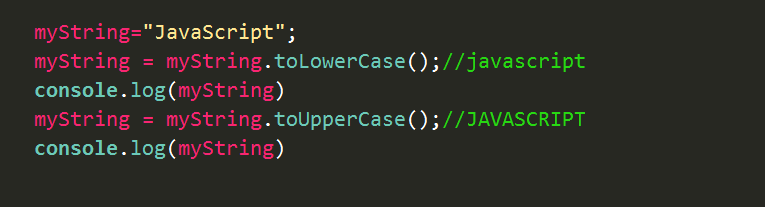 myString="JavaScript";
myString = myString.toLowerCase();//javascript
console.log(myString)
myString = myString.toUpperCase();//JAVASCRIPT
console.log(myString)